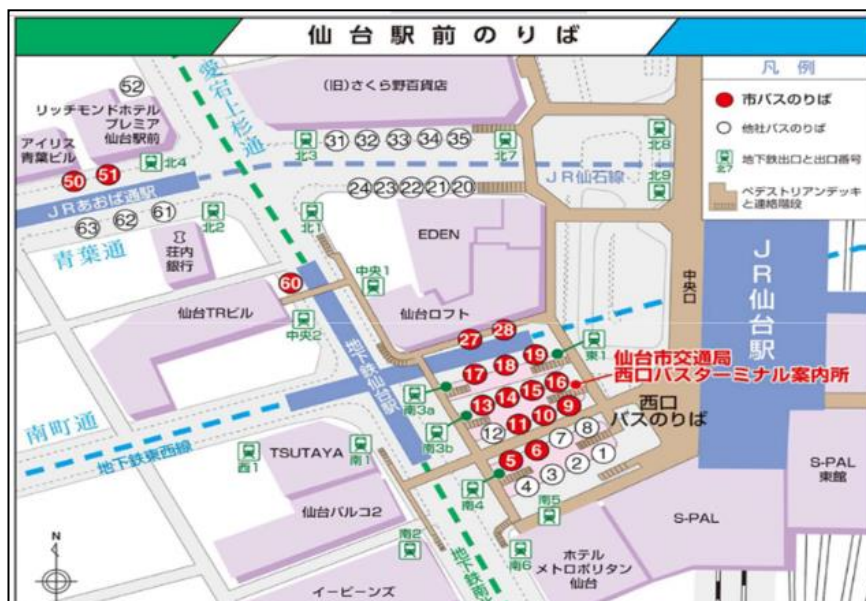 仙台駅前のりば
凡例
市バスのりば
他社バスのりば
地下鉄出口と出口番号
北7
ペデストリアンデッキ
と連絡階段
愛宕上杉通
(旧)さくら野百貨店
52
リッチモンドホテル
プレミア
仙台駅前
アイリス
青葉ビル
50
51
北4
北3
31
32
33
34
35
北7
北8
JR仙石線
北9
JRあおば通駅
24
23
22
21
20
63
62
61
北2
北1
青葉通
荘内
銀行
EDEN
中央1
60
仙台TRビル
中央2
仙台ロフト
中央口
JR仙台駅
地下鉄仙台駅
27
28
17
18
19
東1
仙台市交通局
西口バスターミナル案内所
南3a
13
14
15
16
南3b
12
11
10
9
西口
バスのりば
南町通
地下鉄東西線
西1
TSUTAYA
南1
5
6
7
8
4
3
2
1
南4
南5
仙台パルコ2
南2
南6
地下鉄南北
S-PAL
S-PAL
東館
ホテル
メトロポリタン
仙台
イービーンズ
N